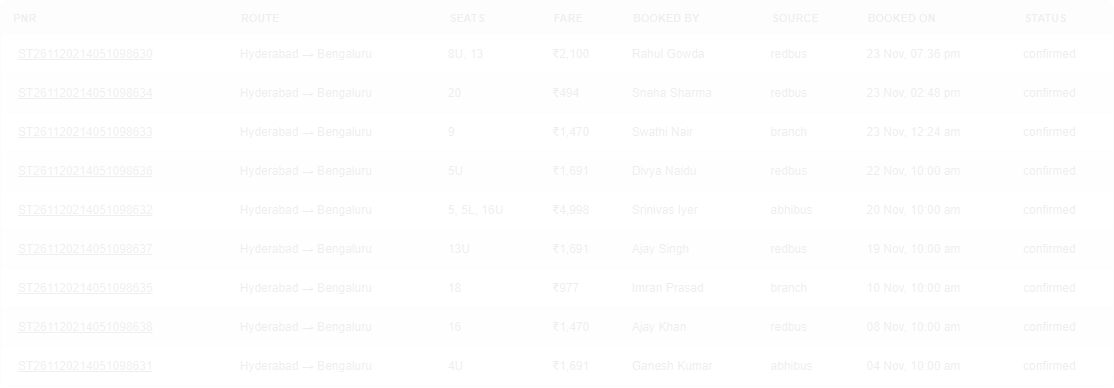 PNR ROUTE SEATS FARE BOOKED BY SOURCE BOOKED ON STATUS
ST261120214051098630 Hyderabad → Bengaluru 8U, 13 ₹2,100 Rahul Gowda redbus 23 Nov, 07:36 pm confirmed
ST261120214051098634 Hyderabad → Bengaluru 20 ₹494 Sneha Sharma redbus 23 Nov, 02:48 pm confirmed
ST261120214051098633 Hyderabad → Bengaluru 9 ₹1,470 Swathi Nair branch 23 Nov, 12:24 am confirmed
ST261120214051098636 Hyderabad → Bengaluru 5U ₹1,691 Divya Naidu redbus 22 Nov, 10:00 am confirmed
ST261120214051098632 Hyderabad → Bengaluru 5, 5L, 16U ₹4,998 Srinivas Iyer abhibus 20 Nov, 10:00 am confirmed
ST261120214051098637 Hyderabad → Bengaluru 13U ₹1,691 Ajay Singh redbus 19 Nov, 10:00 am confirmed
ST261120214051098635 Hyderabad → Bengaluru 18 ₹977 Imran Prasad branch 10 Nov, 10:00 am confirmed
ST261120214051098638 Hyderabad → Bengaluru 16 ₹1,470 Ajay Khan redbus 08 Nov, 10:00 am confirmed
ST261120214051098631 Hyderabad → Bengaluru 4U ₹1,691 Ganesh Kumar abhibus 04 Nov, 10:00 am confirmed